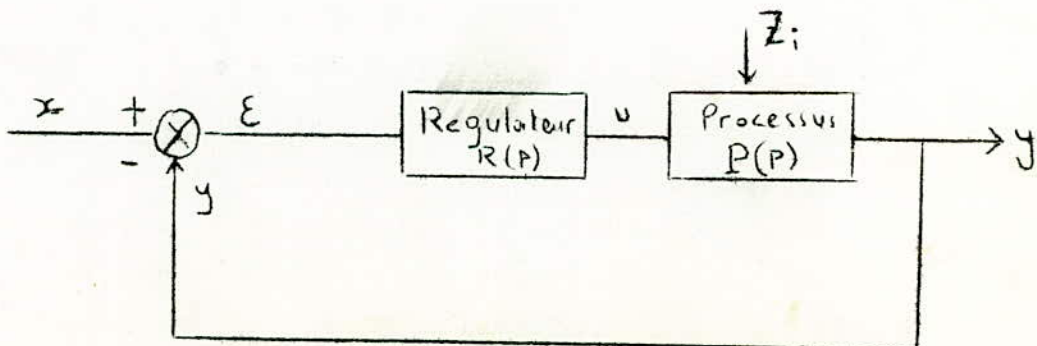 Zi
x + ε Regulateur u Processus y
R(p) P(p)
-
y